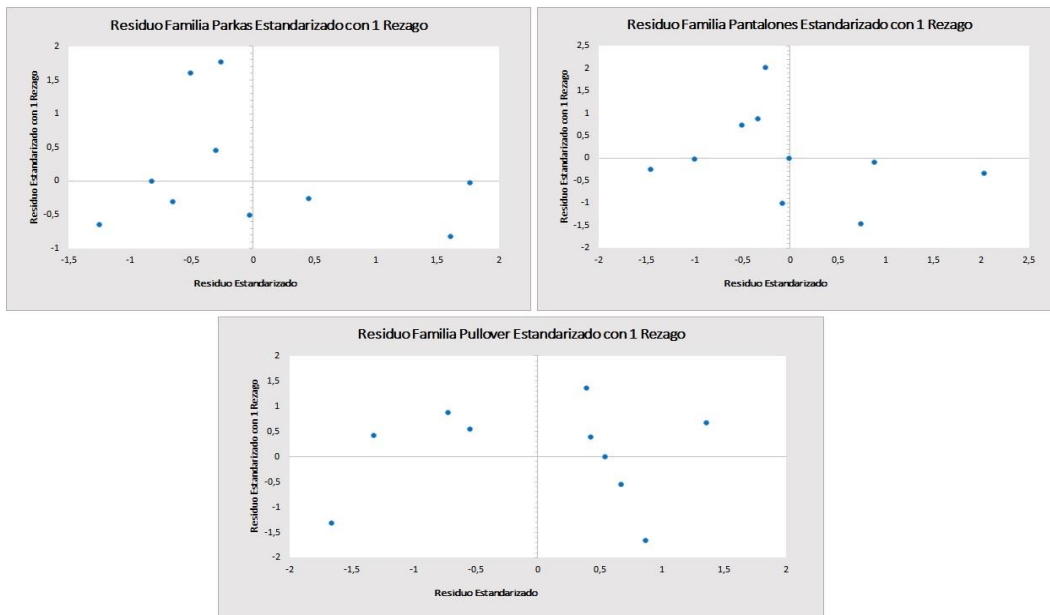 Residuo Familia Parkas Estandarizado con 1 Rezago
Residuo Estandarizado con 1 Rezago
2
1,5
1
0,5
0
-0,5
-1
-1,5 -1 -0,5 0 0,5 1 1,5 2
Residuo Estandarizado
Residuo Familia Pantalones Estandarizado con 1 Rezago
Residuo Estandarizado con 1 Rezago
2,5
2
1,5
1
0,5
0
-0,5
-1
-1,5
-2
-2 -1,5 -1 -0,5 0 0,5 1 1,5 2 2,5
Residuo Estandarizado
Residuo Familia Pullover Estandarizado con 1 Rezago
Residuo Estandarizado con 1 Rezago
2
1,5
1
0,5
0
-0,5
-1
-1,5
-2
-2 -1,5 -1 -0,5 0 0,5 1 1,5 2
Residuo Estandarizado